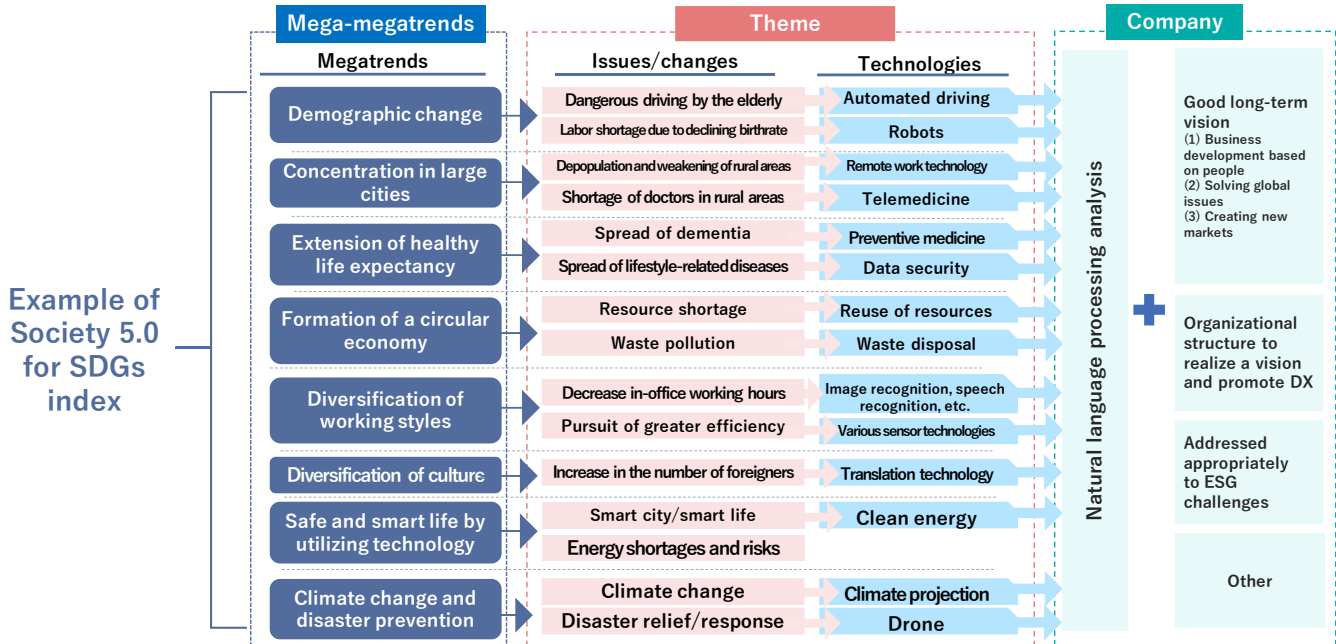 Mega-megatrends
Theme
Company
Megatrends
Issues/changes
Technologies
Example of
Society 5.0
for SDGs
index
Demographic change
Dangerous driving by the elderly
Automated driving
Labor shortage due to declining birthrate
Robots
Concentration in large
cities
Depopulation and weakening of rural areas
Remote work technology
Shortage of doctors in rural areas
Telemedicine
Extension of healthy
life expectancy
Spread of dementia
Preventive medicine
Spread of lifestyle-related diseases
Data security
Formation of a circular
economy
Resource shortage
Reuse of resources
Waste pollution
Waste disposal
Diversification of
working styles
Decrease in-office working hours
Image recognition, speech
recognition, etc.
Pursuit of greater efficiency
Various sensor technologies
Diversification of culture
Increase in the number of foreigners
Translation technology
Safe and smart life by
utilizing technology
Smart city/smart life
Clean energy
Energy shortages and risks
Climate change and
disaster prevention
Climate change
Climate projection
Disaster relief/response
Drone
Natural language processing analysis
Good long-term
vision
(1) Business
development based
on people
(2) Solving global
issues
(3) Creating new
markets
Organizational
structure to
realize a vision
and promote DX
Addressed
appropriately
to ESG
challenges
Other